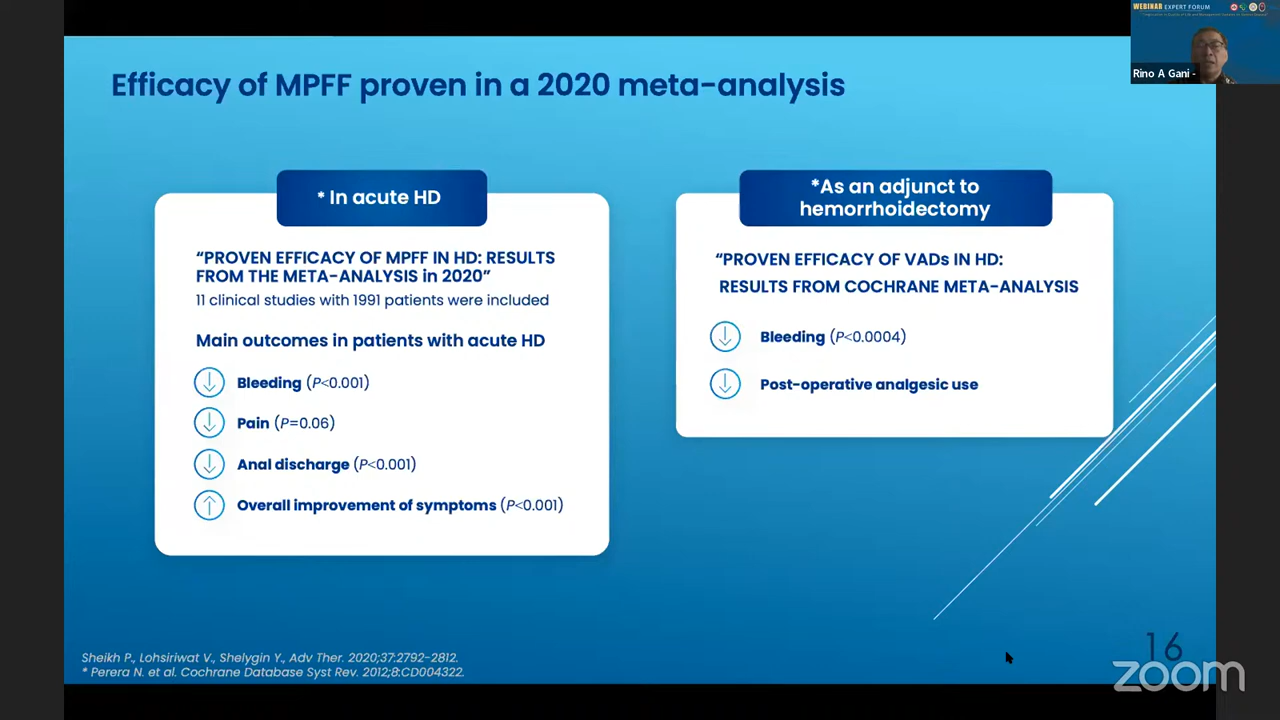 WEBINAR EXPERT FORUM
Rino A Gani -
Efficacy of MPFF proven in a 2020 meta-analysis
* In acute HD
“PROVEN EFFICACY OF MPFF IN HD: RESULTS
FROM THE META-ANALYSIS in 2020”
11 clinical studies with 1991 patients were included
Main outcomes in patients with acute HD
Bleeding (P<0.001)
Pain (P=0.06)
Anal discharge (P<0.001)
Overall improvement of symptoms (P<0.001)
*As an adjunct to
hemorrhoidectomy
“PROVEN EFFICACY OF VADs IN HD:
RESULTS FROM COCHRANE META-ANALYSIS
Bleeding (P<0.0004)
Post-operative analgesic use
Sheikh P., Lohsiriwat V., Shelygin Y., Adv Ther. 2020;37:2792-2812.
* Perera N. et al. Cochrane Database Syst Rev. 2012;8:CD004322.
16
zoom